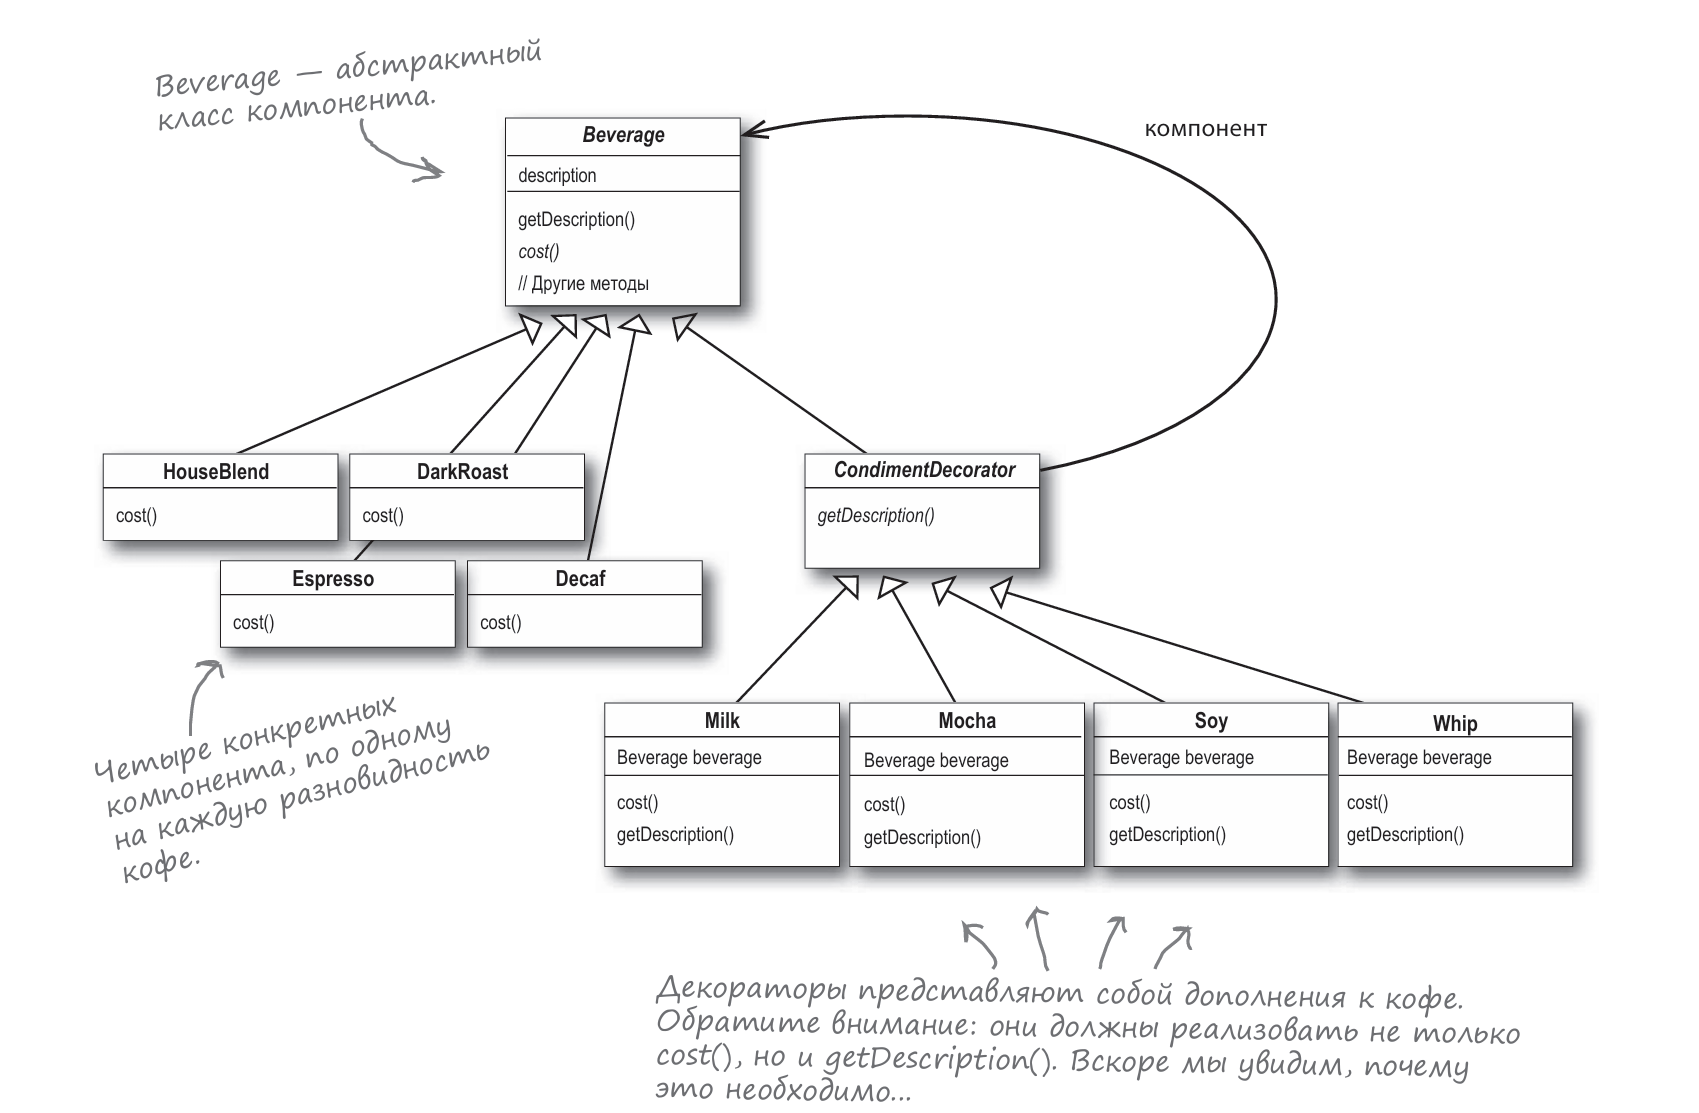 Beverage — абстрактный
класс компонента.
компонент
Beverage
description
getDescription()
cost()
// Другие методы
HouseBlend
cost()
DarkRoast
cost()
CondimentDecorator
getDescription()
Espresso
cost()
Decaf
cost()
Четыре конкретных
компонента, по одному
на каждую разновидность
кофе.
Milk
Beverage beverage
cost()
getDescription()
Mocha
Beverage beverage
cost()
getDescription()
Soy
Beverage beverage
cost()
getDescription()
Whip
Beverage beverage
cost()
getDescription()
Декораторы представляют собой дополнения к кофе.
Обратите внимание: они должны реализовать не только
cost(), но и getDescription(). Вскоре мы увидим, почему
это необходимо...